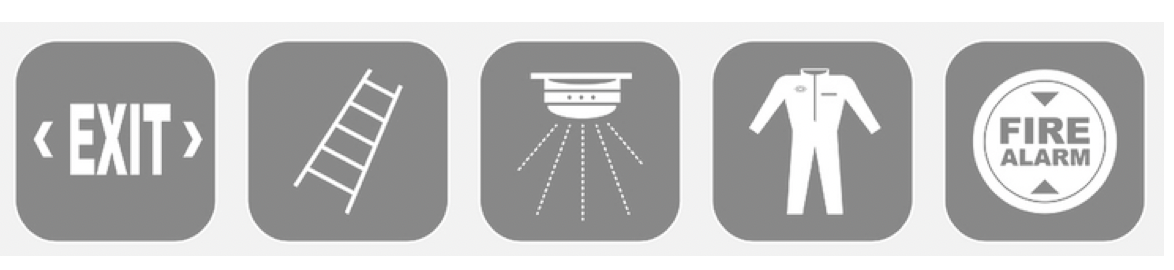 ‹ EXIT ›
FIRE
ALARM